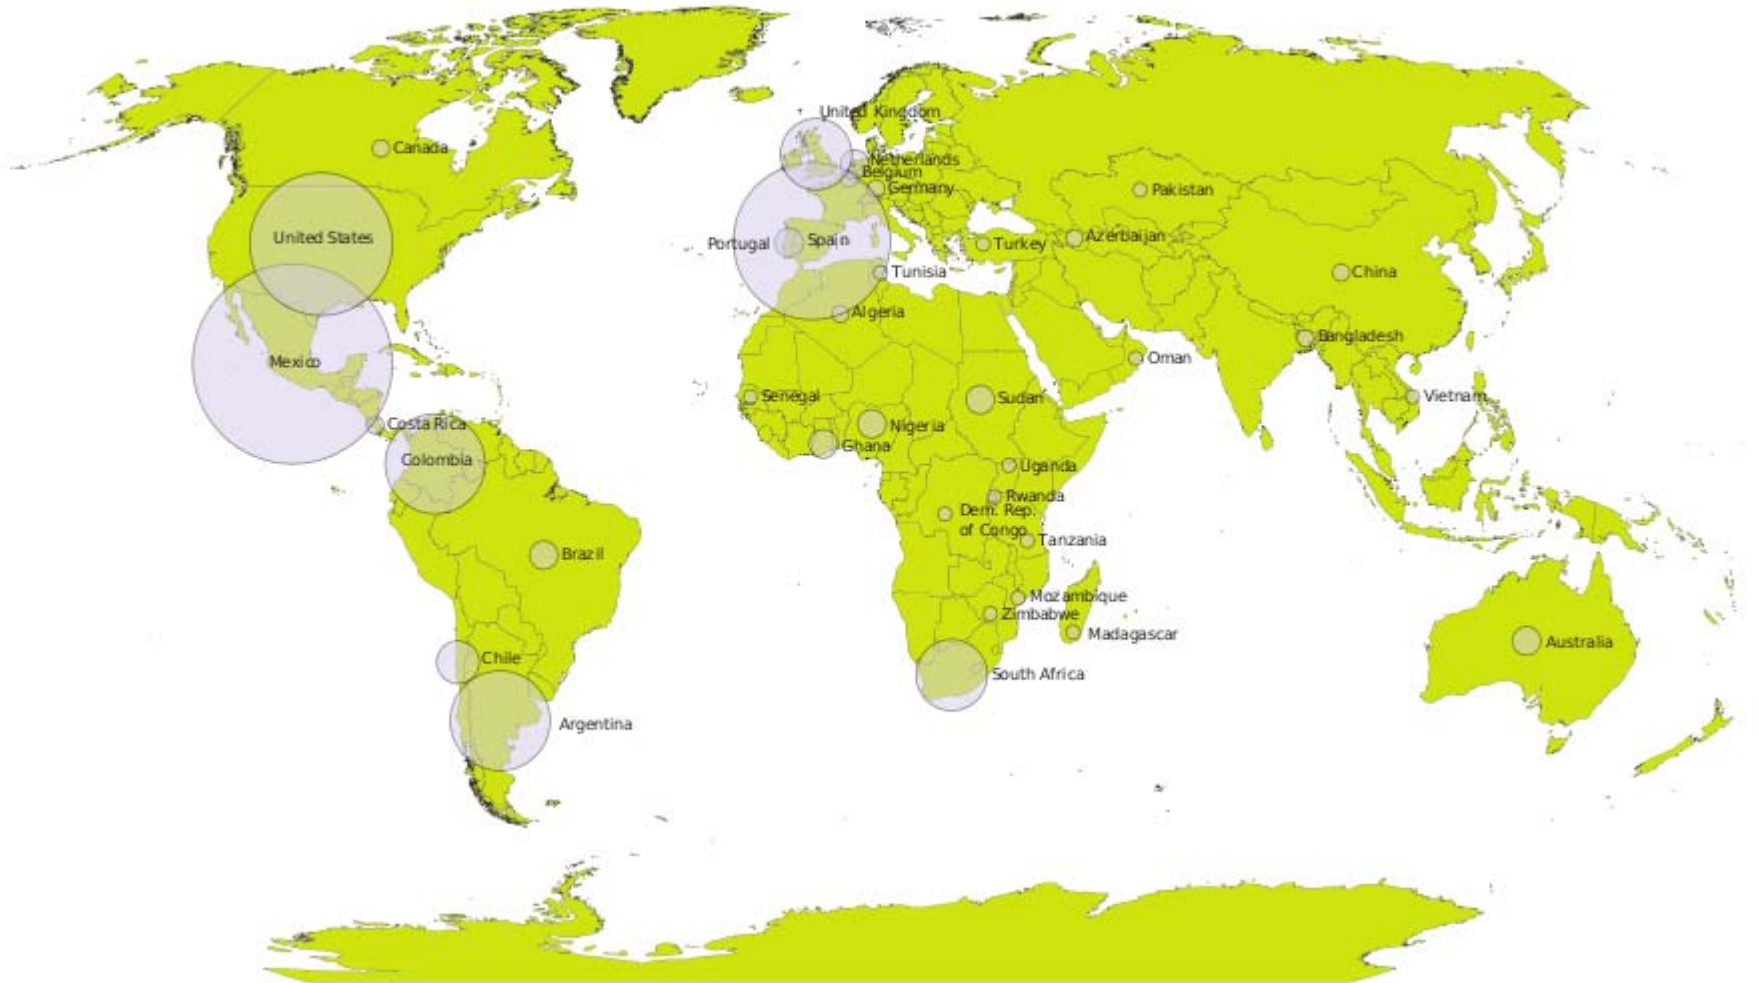 United Kingdom
Canada
Netherlands
Belgium
Germany
Pakistan
United States
Portugal
Spain
Turkey
Azerbaijan
Tunisia
China
Algeria
Bangladesh
Mexico
Oman
Senegal
Sudan
Vietnam
Costa Rica
Nigeria
Ghana
Colombia
Uganda
Rwanda
Dem. Rep.
of Congo
Tanzania
Brazil
Mozambique
Zimbabwe
Madagascar
Australia
Chile
South Africa
Argentina